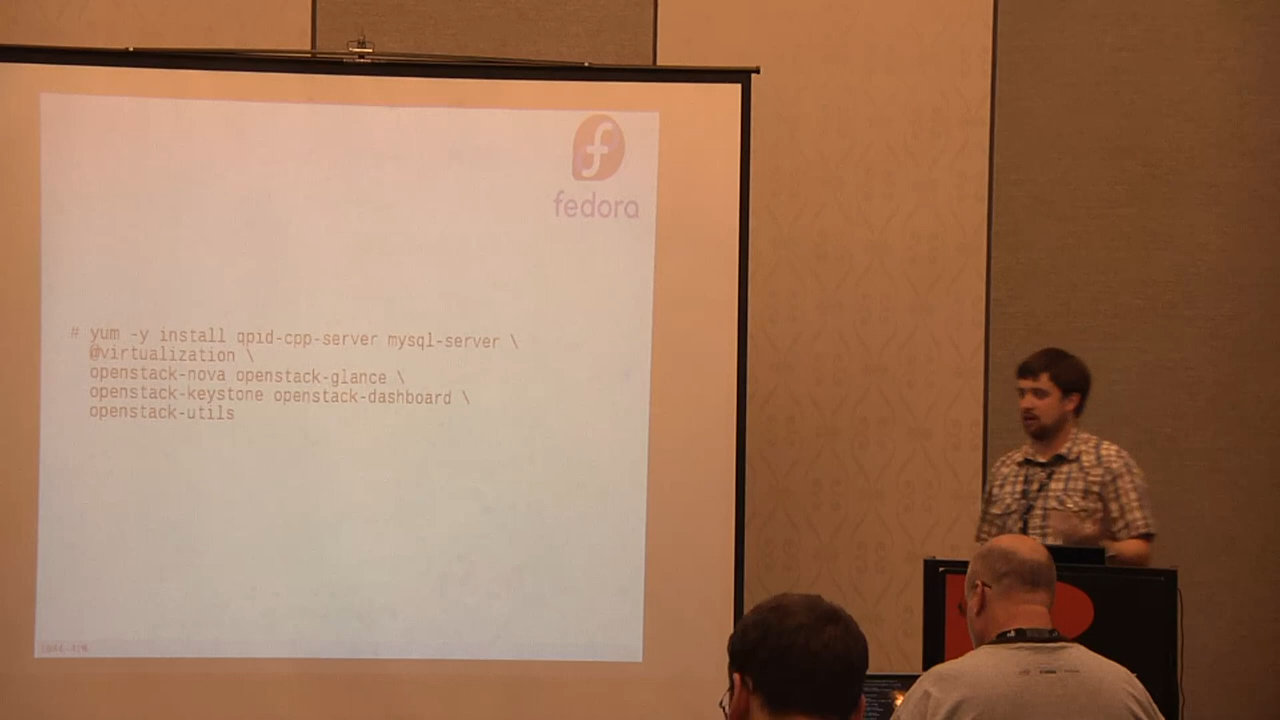 fedora
# yum -y install qpid-cpp-server mysql-server \
@virtualization \
openstack-nova openstack-glance \
openstack-keystone openstack-dashboard \
openstack-utils